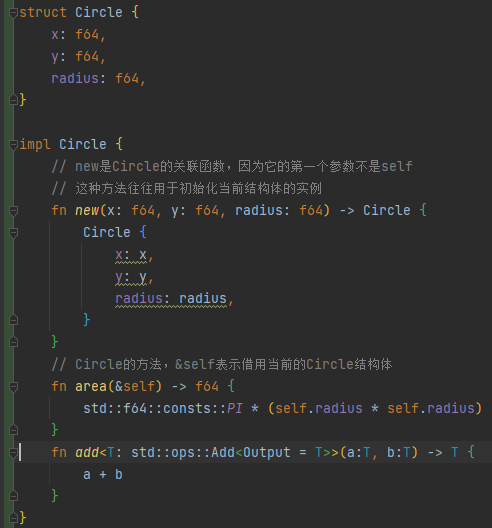 struct Circle {
    x: f64,
    y: f64,
    radius: f64,
}
impl Circle {
    // new是Circle的关联函数，因为它的第一个参数不是self
    // 这种方法往往用于初始化当前结构体的实例
    fn new(x: f64, y: f64, radius: f64) -> Circle {
        Circle {
            x: x,
            y: y,
            radius: radius,
        }
    }
    // Circle的方法，&self表示借用当前的Circle结构体
    fn area(&self) -> f64 {
        std::f64::consts::PI * (self.radius * self.radius)
    }
    fn add<T: std::ops::Add<Output = T>>(a:T, b:T) -> T {
        a + b
    }
}